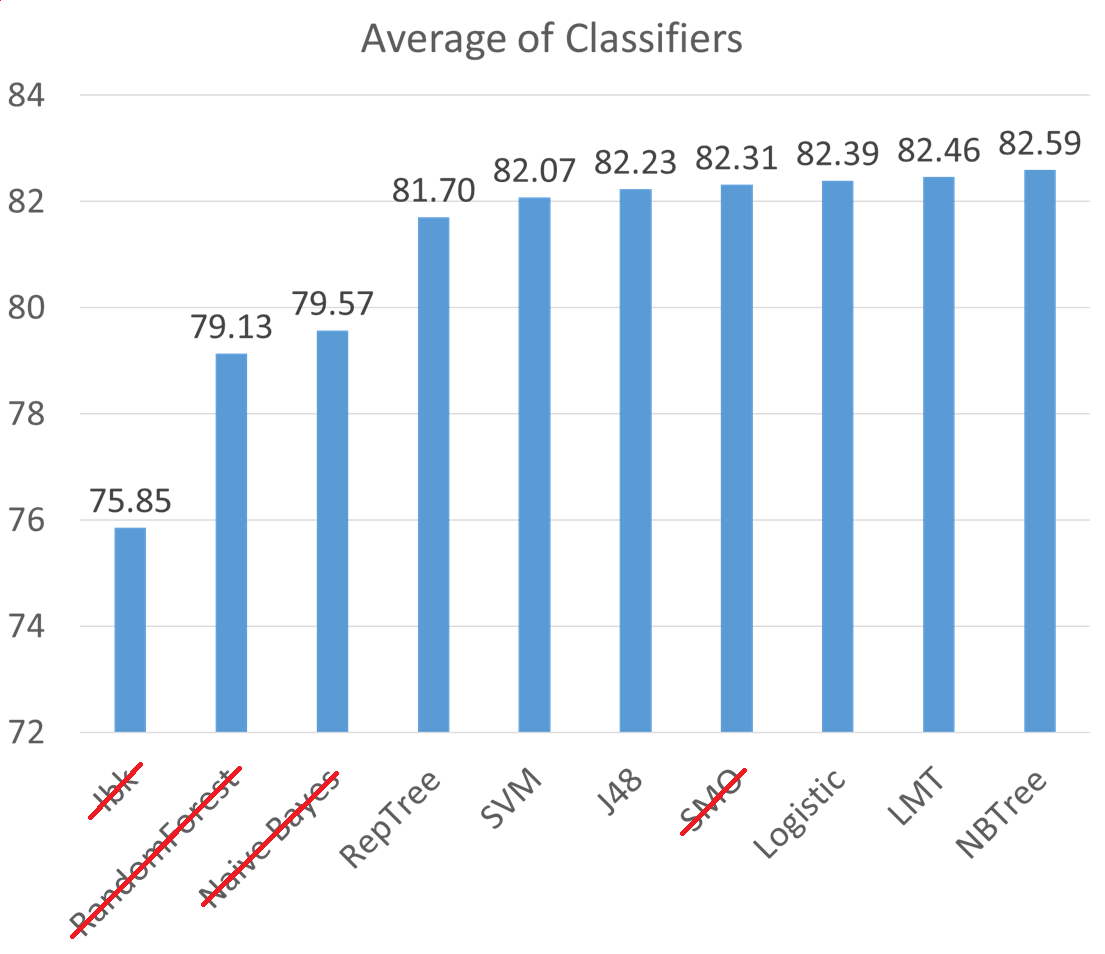 Average of Classifiers
84
82
80
78
76
74
72
75.85
79.13
79.57
81.70
82.07
82.23
82.31
82.39
82.46
82.59
Ibk
RandomForest
Naive Bayes
RepTree
SVM
J48
SMO
Logistic
LMT
NBTree